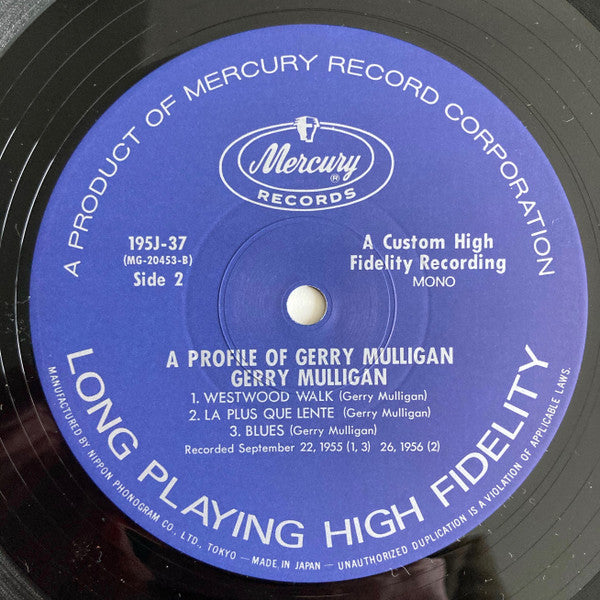 A PRODUCT OF MERCURY RECORD CORPORATION
Mercury®
RECORDS
195J-37
(MG-20453-B)
Side 2
A Custom High
Fidelity Recording
MONO
A PROFILE OF GERRY MULLIGAN
GERRY MULLIGAN
1. WESTWOOD WALK (Gerry Mulligan)
2. LA PLUS QUE LENTE (Gerry Mulligan)
3. BLUES (Gerry Mulligan)
Recorded September 22, 1955 (1, 3) 26, 1956 (2)
LONG PLAYING HIGH FIDELITY
MANUFACTURED BY NIPPON PHONOGRAM CO., LTD., TOKYO — MADE IN JAPAN — UNAUTHORIZED DUPLICATION IS A VIOLATION OF APPLICABLE LAWS.